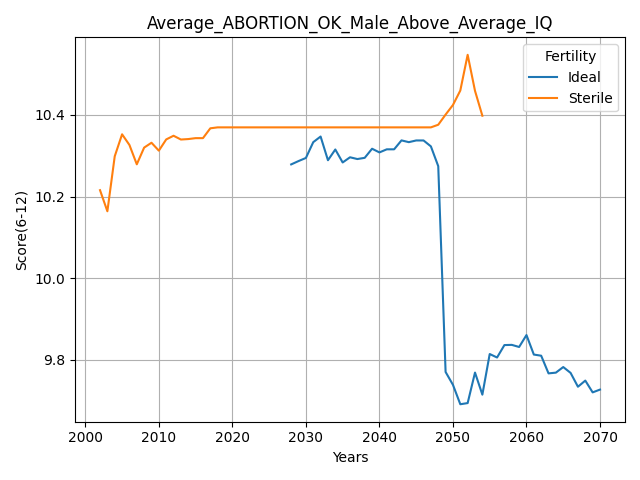 Average_ABORTION_OK_Male_Above_Average_IQ
Fertility
Ideal
Sterile
Score(6-12)
10.4
10.2
10.0
9.8
2000 2010 2020 2030 2040 2050 2060 2070
Years